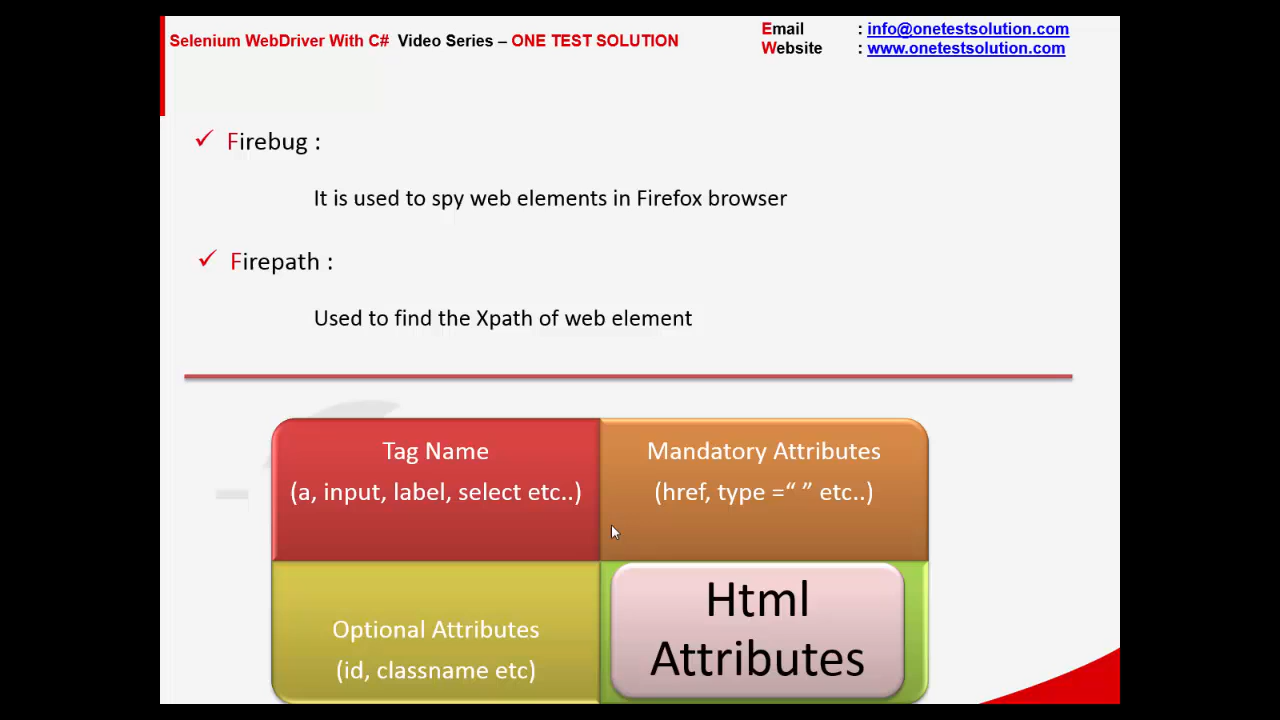 Selenium WebDriver With C# Video Series – ONE TEST SOLUTION
Email : info@onetestsolution.com
Website : www.onetestsolution.com
Firebug :
It is used to spy web elements in Firefox browser
Firepath :
Used to find the Xpath of web element
Tag Name
(a, input, label, select etc..)
Mandatory Attributes
(href, type =“ ” etc..)
Optional Attributes
(id, classname etc)
Html
Attributes